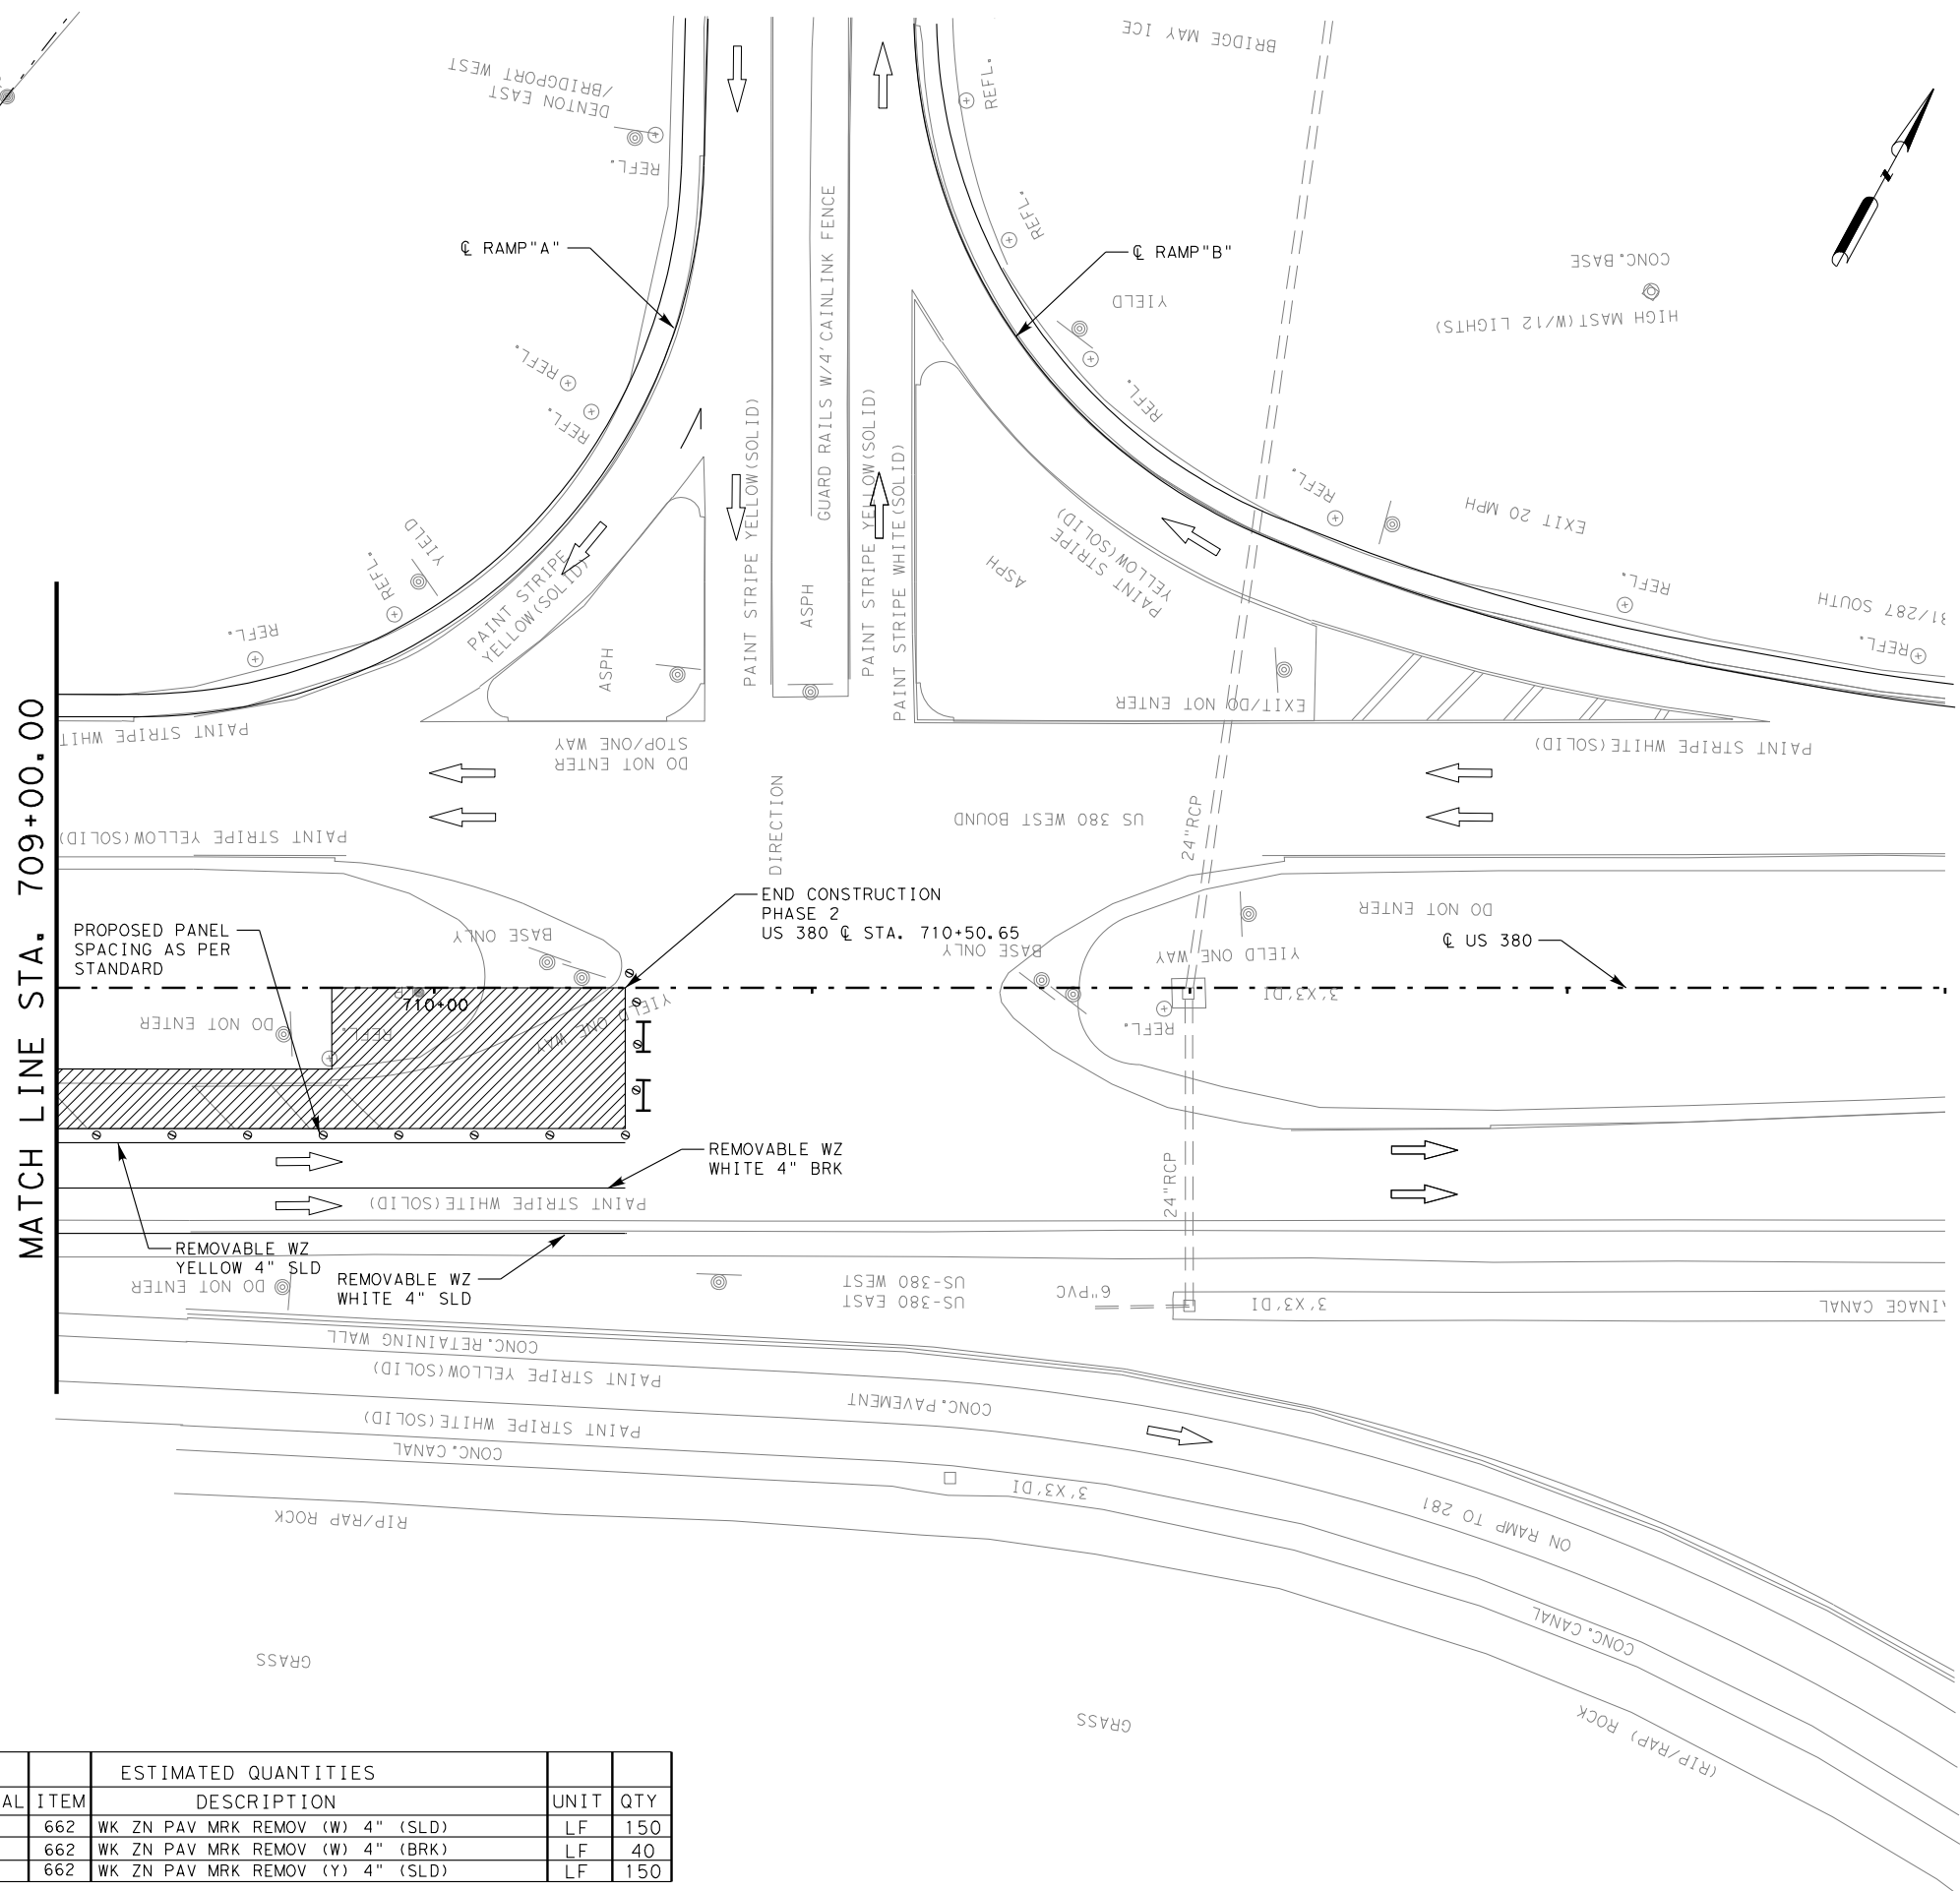 BRIDGE MAY ICE
DENTON EAST
/BRIDGPORT WEST
REFL.
REFL.
REFL.
℄ RAMP"A"
℄ RAMP"B"
GUARD RAILS W/4'CAINLINK FENCE
YIELD
CONC.BASE
HIGH MAST(W/12 LIGHTS)
REFL.
REFL.
REFL.
REFL.
EXIT 20 MPH
REFL.
PAINT STRIPE YELLOW(SOLID)
PAINT STRIPE YELLOW(SOLID)
PAINT STRIPE WHITE(SOLID)
PAINT STRIPE
YELLOW(SOLID)
ASPH
YIELD
REFL.
REFL.
PAINT STRIPE
YELLOW(SOLID)
ASPH
ASPH
REFL.
31/287 SOUTH
REFL.
EXIT/DO NOT ENTER
PAINT STRIPE WHIT
DO NOT ENTER
STOP/ONE WAY
PAINT STRIPE WHITE(SOLID)
MATCH LINE STA. 709+00.00
PAINT STRIPE YELLOW(SOLID)
DIRECTION
US 380 WEST BOUND
24"RCP
END CONSTRUCTION
PHASE 2
US 380 ℄ STA. 710+50.65
PROPOSED PANEL
SPACING AS PER
STANDARD
BASE ONLY
BASE ONLY
DO NOT ENTER
YIELD ONE WAY
℄ US 380
710+00
YIELD ONE WAY
3'X3'DI
DO NOT ENTER
REFL.
REFL.
REMOVABLE WZ
WHITE 4" BRK
24"RCP
PAINT STRIPE WHITE(SOLID)
REMOVABLE WZ
YELLOW 4" SLD
REMOVABLE WZ
WHITE 4" SLD
DO NOT ENTER
US-380 EAST
US-380 WEST
6"PVC
3'X3'DI
INAGE CANAL
CONC.RETAINING WALL
PAINT STRIPE YELLOW(SOLID)
CONC.PAVEMENT
PAINT STRIPE WHITE(SOLID)
CONC.CANAL
3'X3'DI
RIP/RAP ROCK
ON RAMP TO 281
CONC.CANAL
GRASS
GRASS
(RIP/RAP) ROCK
ESTIMATED QUANTITIES
AL ITEM DESCRIPTION UNIT QTY
662 WK ZN PAV MRK REMOV (W) 4" (SLD) LF 150
662 WK ZN PAV MRK REMOV (W) 4" (BRK) LF 40
662 WK ZN PAV MRK REMOV (Y) 4" (SLD) LF 150